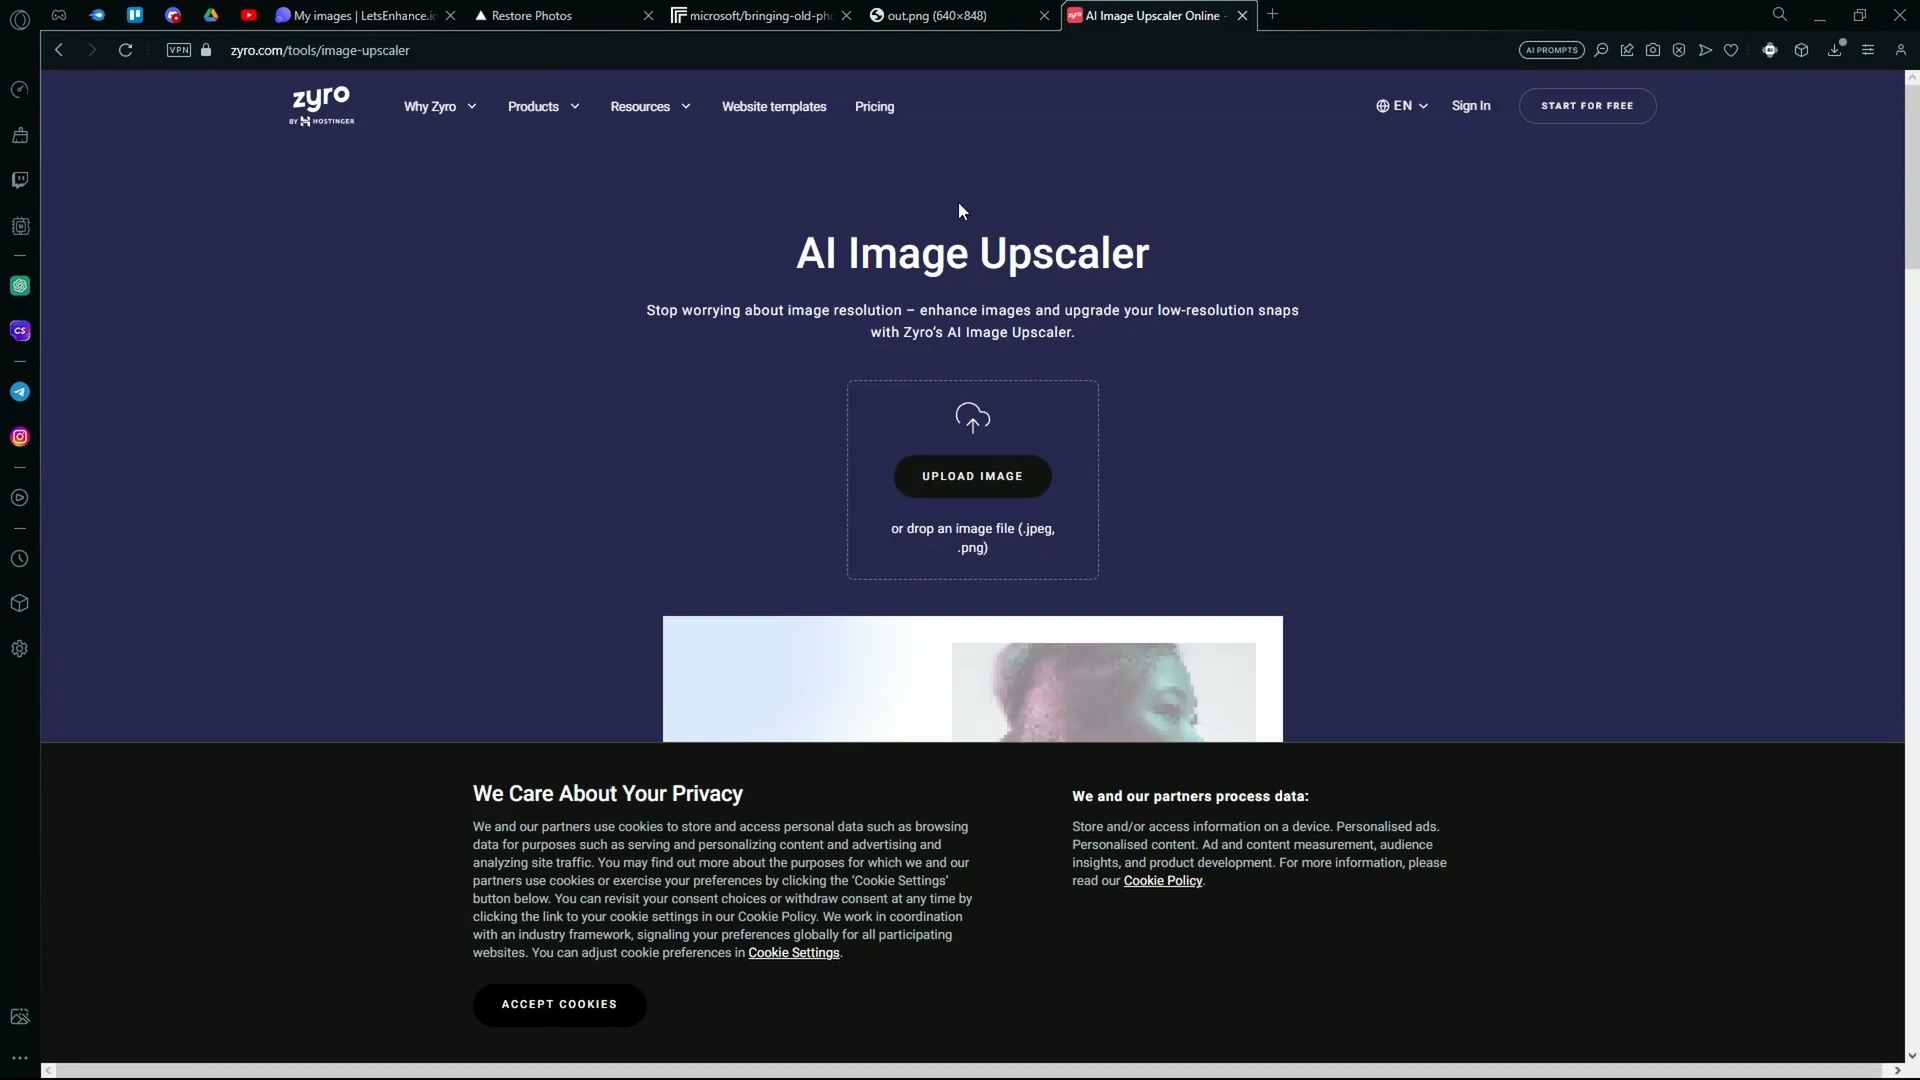 My images | LetsEnhance.io
Restore Photos
microsoft/bringing-old-pho
out.png (640×848)
zyro
AI Image Upscaler Online -
VPN
zyro.com/tools/image-upscaler
AI PROMPTS
zyro
BY HOSTINGER
Why Zyro
Products
Resources
Website templates
Pricing
EN
Sign In
START FOR FREE
AI Image Upscaler
Stop worrying about image resolution – enhance images and upgrade your low-resolution snaps
with Zyro's AI Image Upscaler.
UPLOAD IMAGE
or drop an image file (.jpeg,
.png)
CS
We Care About Your Privacy
We and our partners use cookies to store and access personal data such as browsing
data for purposes such as serving and personalizing content and advertising and
analyzing site traffic. You may find out more about the purposes for which we and our
partners use cookies or exercise your preferences by clicking the 'Cookie Settings'
button below. You can revisit your consent choices or withdraw consent at any time by
clicking the link to your cookie settings in our Cookie Policy. We work in coordination
with an industry framework, signaling your preferences globally for all participating
websites. You can adjust cookie preferences in Cookie Settings.
ACCEPT COOKIES
We and our partners process data:
Store and/or access information on a device. Personalised ads.
Personalised content. Ad and content measurement, audience
insights, and product development. For more information, please
read our Cookie Policy.